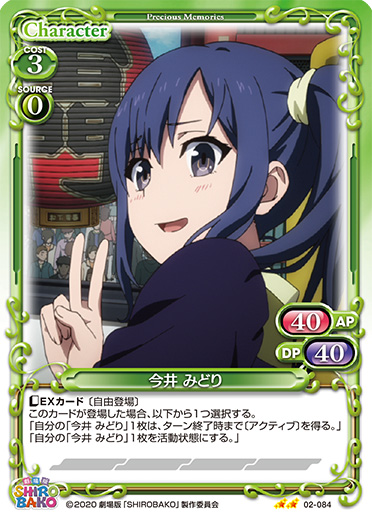 Precious Memories
Character
COST
3
SOURCE
0
40 AP
DP 40
今井 みどり
EXカード〔自由登場〕
このカードが登場した場合、以下から1つ選択する。
「自分の「今井 みどり」1枚は、ターン終了時まで〔アクティブ〕を得る。」
「自分の「今井 みどり」1枚を活動状態にする。」
劇場版
SHIROBAKO
©2020 劇場版「SHIROBAKO」製作委員会
02-084